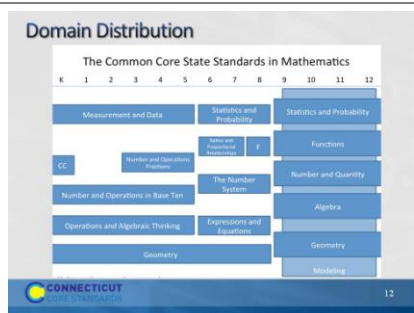 Domain Distribution
The Common Core State Standards in Mathematics
K 1 2 3 4 5 6 7 8 9 10 11 12
Measurement and Data
Statistics and
Probability
Statistics and Probability
Ratios and
Proportional
Relationships
F
Functions
CC
Number and Operations
Fractions
The Number
System
Number and Quantity
Number and Operations in Base Ten
Algebra
Operations and Algebraic Thinking
Expressions and
Equations
Geometry
Geometry
Modeling
CONNECTICUT
CORE STANDARDS
12